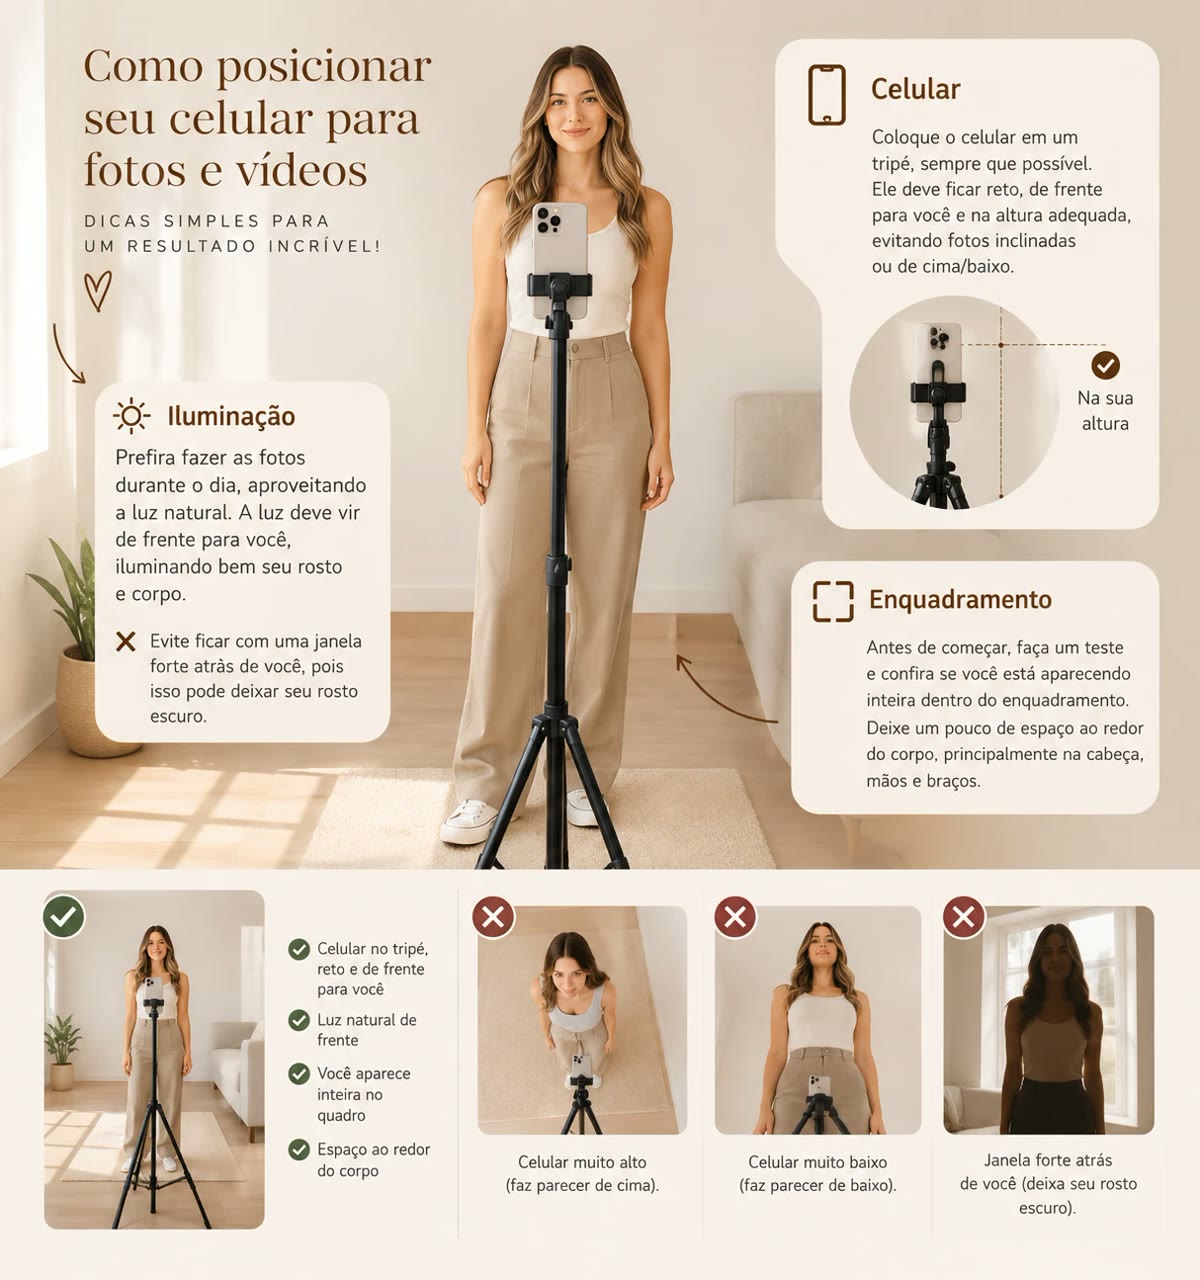 Como posicionar
seu celular para
fotos e vídeos
DICAS SIMPLES PARA
UM RESULTADO INCRÍVEL!
Iluminação
Prefira fazer as fotos
durante o dia, aproveitando
a luz natural. A luz deve vir
de frente para você,
iluminando bem seu rosto
e corpo.
Evite ficar com uma janela
forte atràs de você, pois
isso pode deixar seu rosto
escuro.
Celular
Coloque o celular em um
tripé, sempre que possível.
Ele deve ficar reto, de frente
para você e na altura adequada,
evitando fotos inclinadas
ou de cima/baixo.
Na sua
altura
Enquadramento
Antes de começar, faça um teste
e confira se você está aparecendo
inteira dentro do enquadramento.
Deixe um pouco de espaço ao redor
do corpo, principalmente na cabeça,
mãos e braços.
Celular no tripé,
reto e de frente
para você
Luz natural de
frente
Você aparece
inteira no
quadro
Espaço ao redor
do corpo
Celular muito alto
(faz parecer de cima).
Celular muito baixo
(faz parecer de baixo).
Janela forte atrás
de você (deixa seu rosto
escuro).